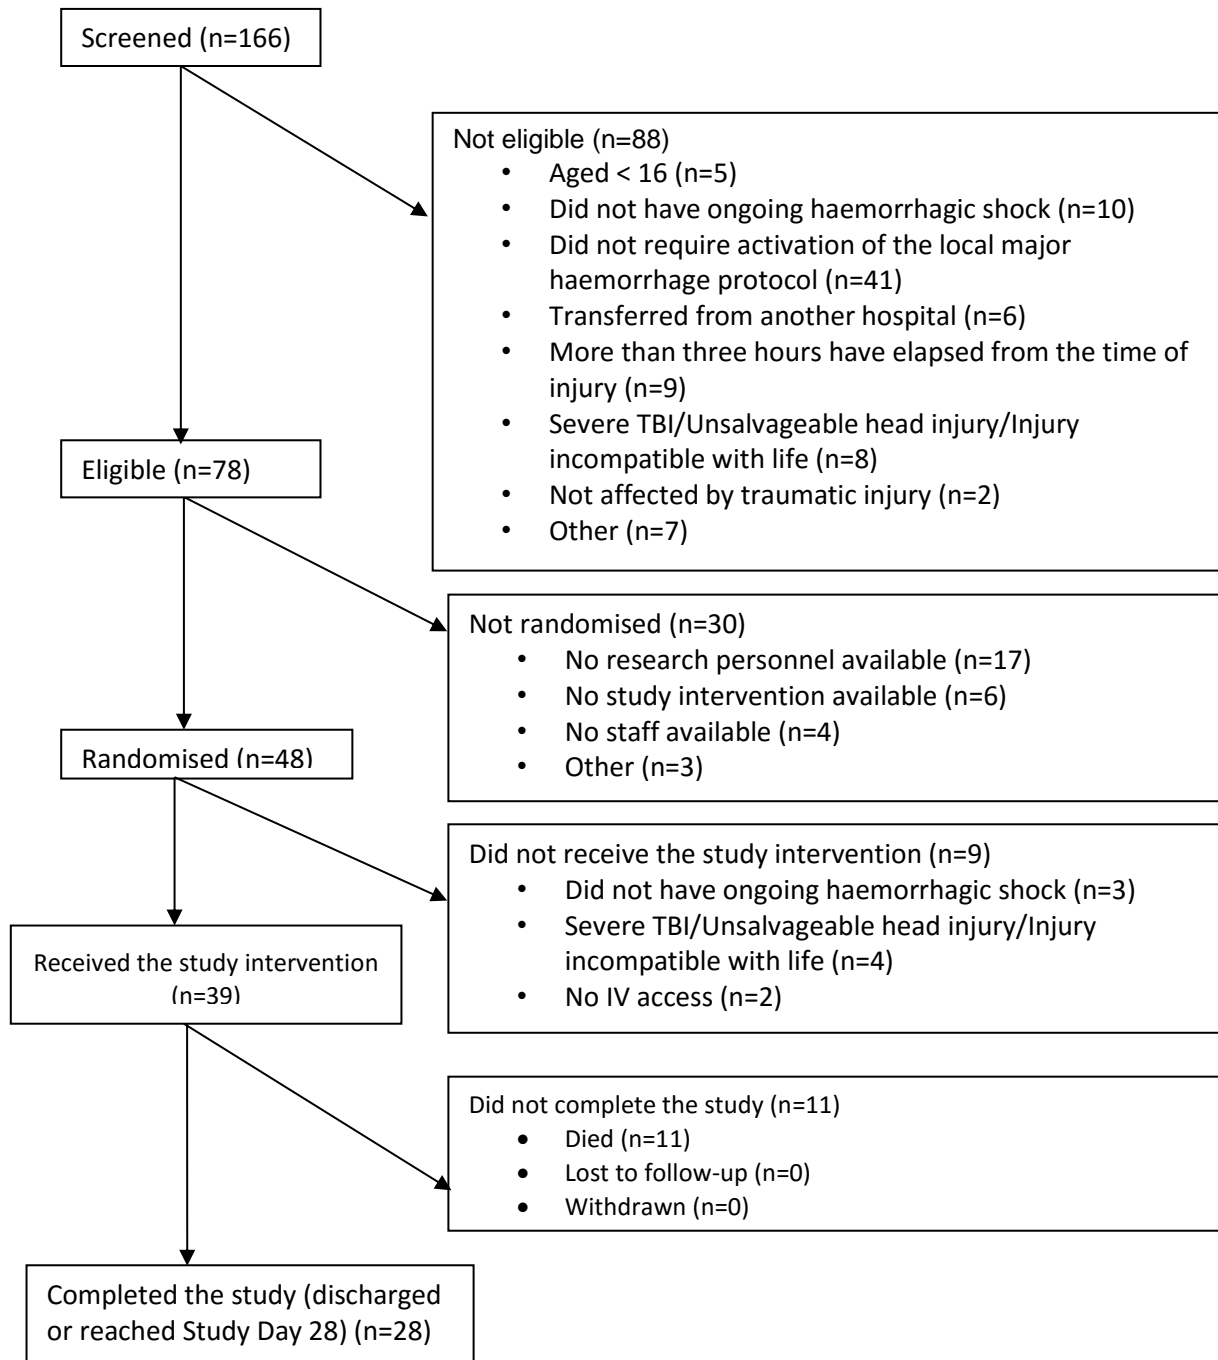 Screened (n=166)
Not eligible (n=88)
• Aged < 16 (n=5)
• Did not have ongoing haemorrhagic shock (n=10)
• Did not require activation of the local major
haemorrhage protocol (n=41)
• Transferred from another hospital (n=6)
• More than three hours have elapsed from the time of
injury (n=9)
• Severe TBI/Unsalvageable head injury/Injury
incompatible with life (n=8)
• Not affected by traumatic injury (n=2)
• Other (n=7)
Eligible (n=78)
Not randomised (n=30)
• No research personnel available (n=17)
• No study intervention available (n=6)
• No staff available (n=4)
• Other (n=3)
Randomised (n=48)
Did not receive the study intervention (n=9)
• Did not have ongoing haemorrhagic shock (n=3)
• Severe TBI/Unsalvageable head injury/Injury
incompatible with life (n=4)
• No IV access (n=2)
Received the study intervention
(n=39)
Did not complete the study (n=11)
• Died (n=11)
• Lost to follow-up (n=0)
• Withdrawn (n=0)
Completed the study (discharged
or reached Study Day 28) (n=28)